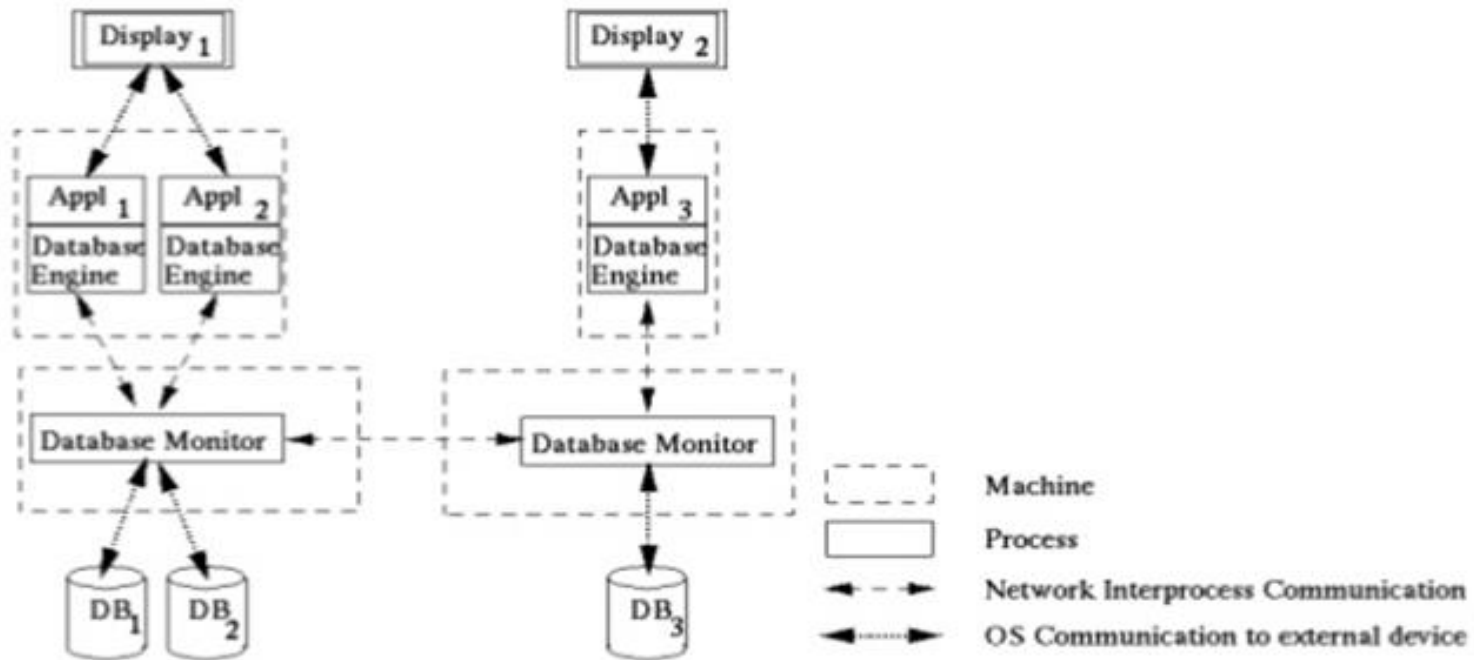 Display 1
Display 2
Appl 1
Appl 2
Appl 3
Database
Engine
Database
Engine
Database
Engine
Database Monitor
Database Monitor
DB1
DB2
DB3
Machine
Process
Network Interprocess Communication
OS Communication to external device